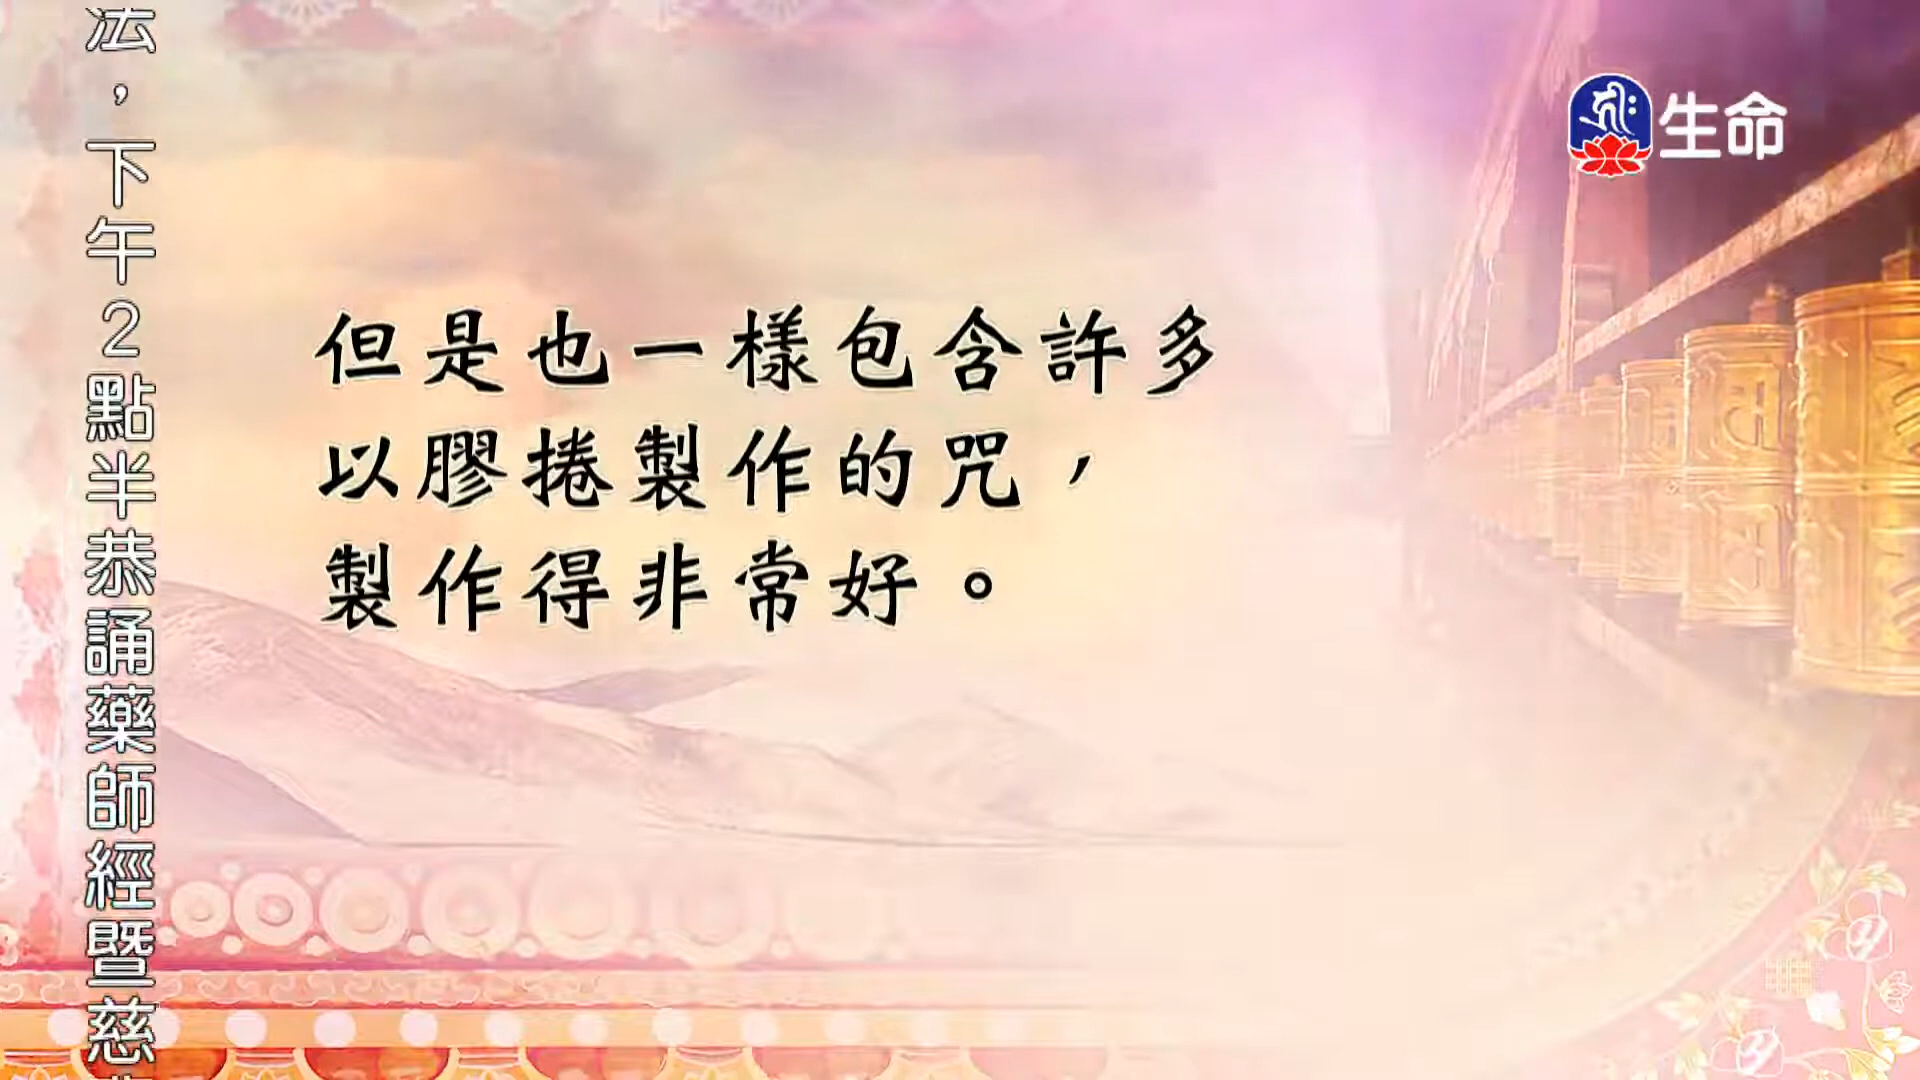 法，下午2點半恭誦藥師經暨慈
生命
但是也一樣包含許多
以膠捲製作的咒，
製作得非常好。